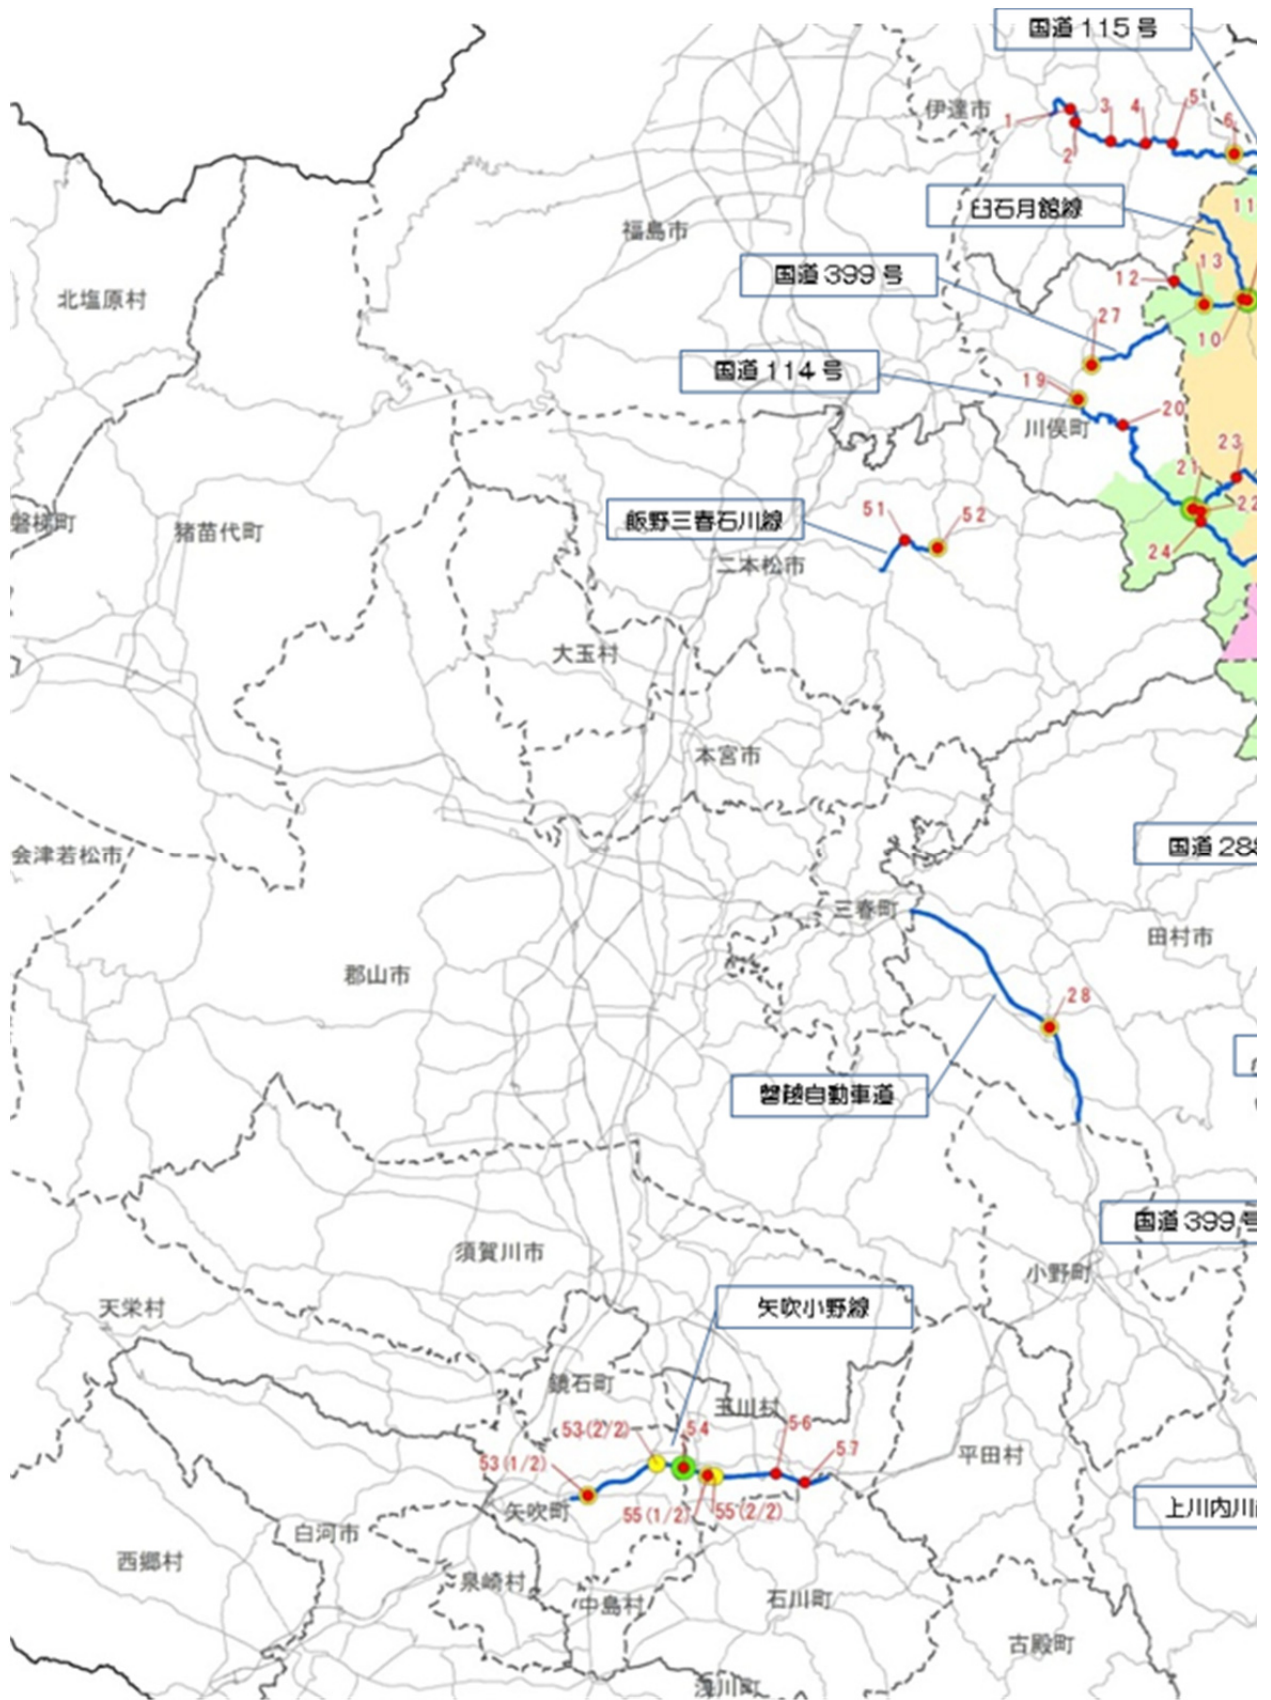 国道115号
伊達市
1
2
3
4
5
6
臼石月舘線
11
福島市
国道399号
12
13
10
北塩原村
27
国道114号
19
20
川俣町
23
21
22
24
飯野三春石川線
51
52
二本松市
磐梯町
猪苗代町
大玉村
本宮市
国道28
会津若松市
三春町
田村市
郡山市
28
磐越自動車道
国道399号
須賀川市
小野町
天栄村
矢吹小野線
鏡石町
玉川村
53(2/2)
54
56
57
53(1/2)
平田村
矢吹町
55(1/2)
55(2/2)
上川内川
白河市
西郷村
泉崎村
中島村
石川町
古殿町
浅川町